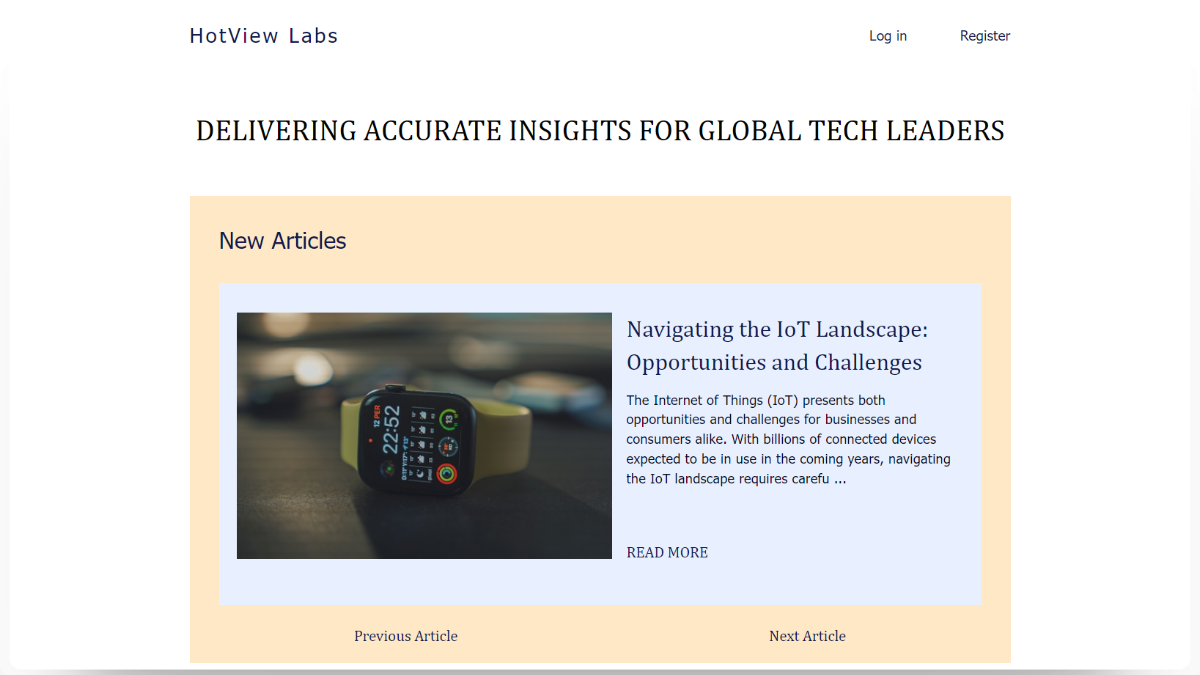 HotView Labs
Log in
Register
DELIVERING ACCURATE INSIGHTS FOR GLOBAL TECH LEADERS
New Articles
12 PER
22:52
13
Navigating the IoT Landscape:
Opportunities and Challenges
The Internet of Things (IoT) presents both
opportunities and challenges for businesses and
consumers alike. With billions of connected devices
expected to be in use in the coming years, navigating
the IoT landscape requires carefu ...
READ MORE
Previous Article
Next Article